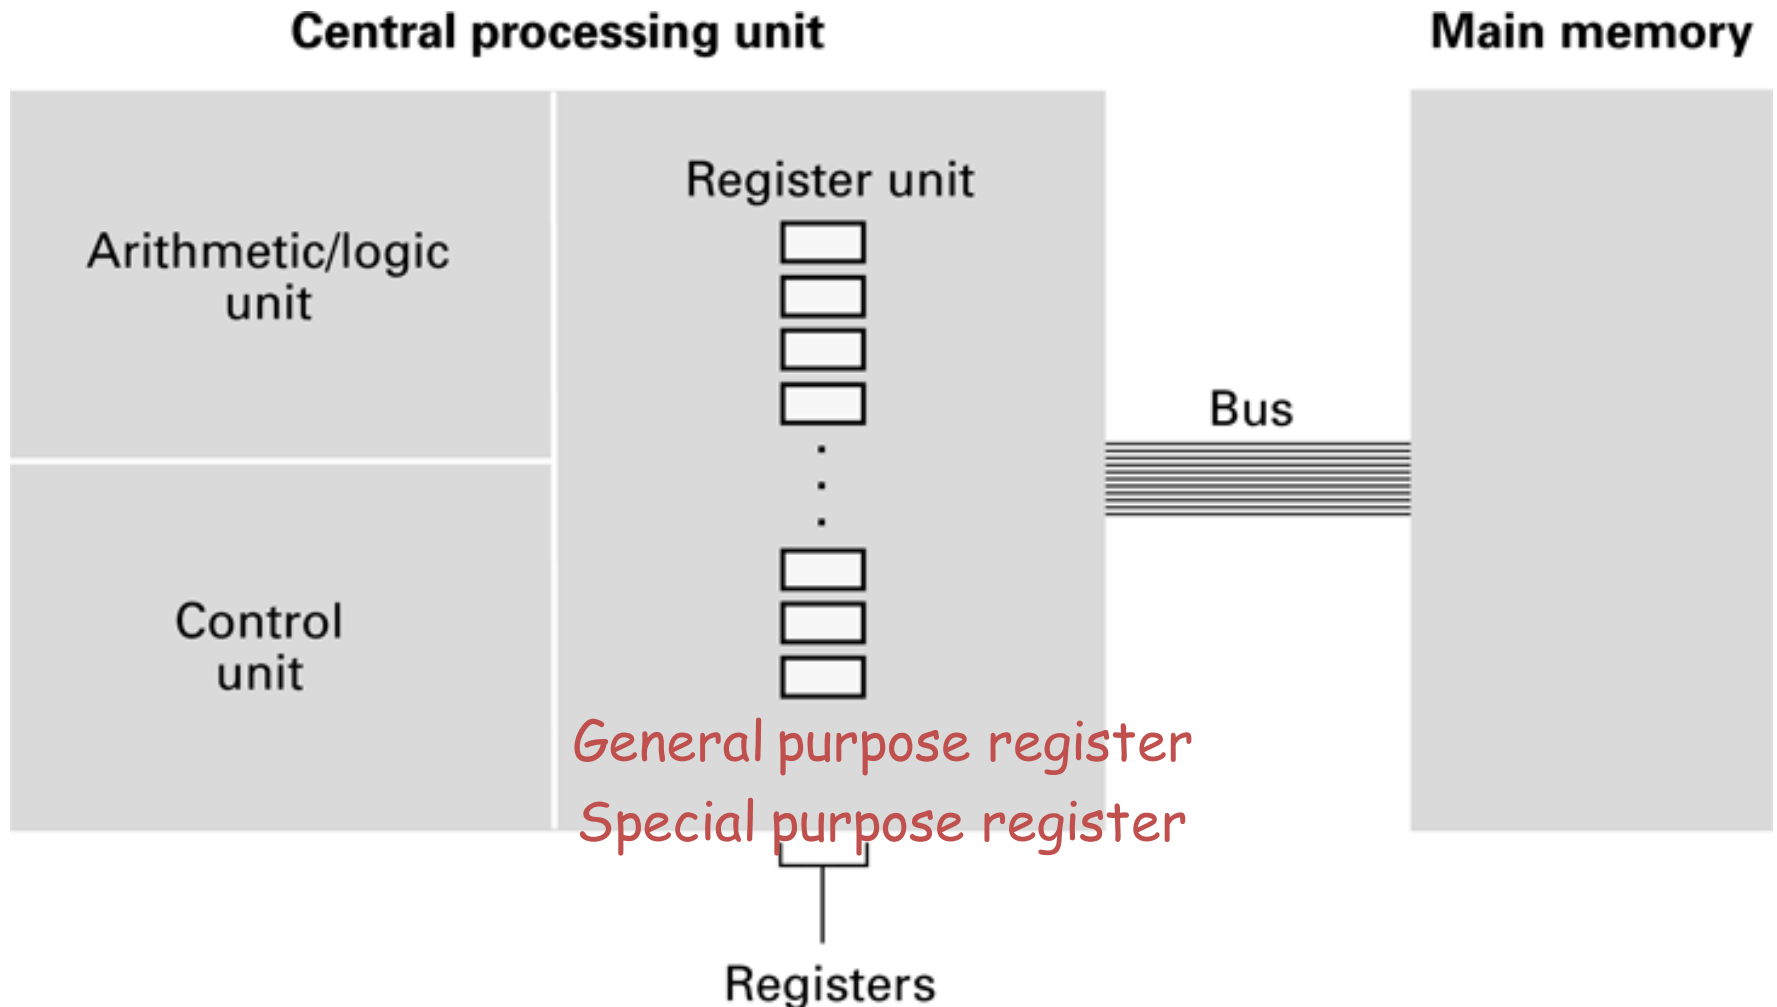 Central processing unit
Main memory
Register unit
Arithmetic/logic
unit
Bus
Control
unit
General purpose register
Special purpose register
Registers